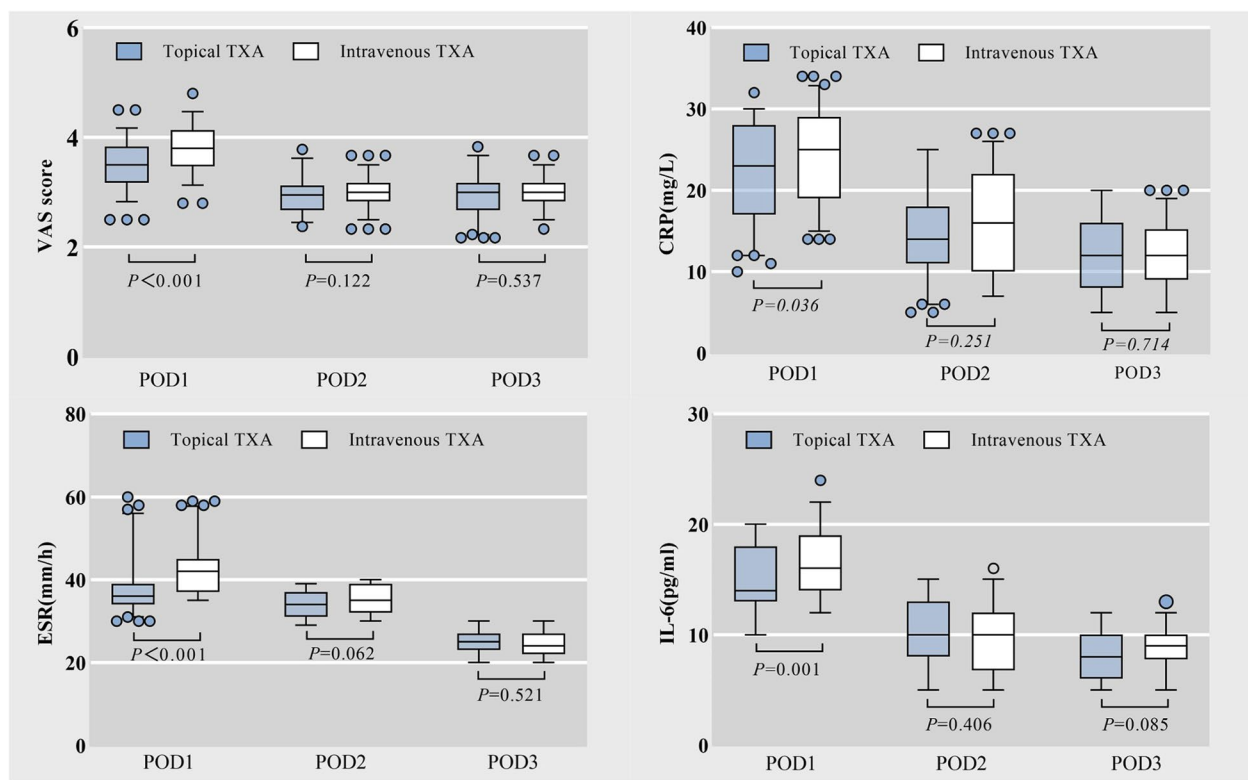 6
4
2
0
VAS score
Topical TXA
Intravenous TXA
P<0.001
P=0.122
P=0.537
POD1
POD2
POD3
40
30
20
10
0
CRP(mg/L)
Topical TXA
Intravenous TXA
P=0.036
P=0.251
P=0.714
POD1
POD2
POD3
80
60
40
20
0
ESR(mm/h)
Topical TXA
Intravenous TXA
P<0.001
P=0.062
P=0.521
POD1
POD2
POD3
30
20
10
0
IL-6(pg/ml)
Topical TXA
Intravenous TXA
P=0.001
P=0.406
P=0.085
POD1
POD2
POD3